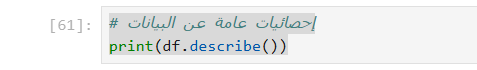 [61]:
# إحصائيات عامة عن البيانات
print(df.describe())